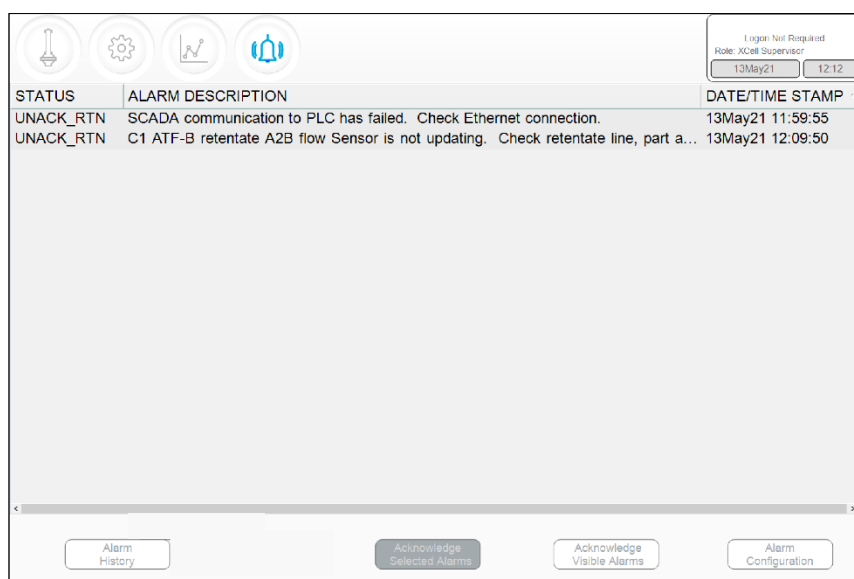 Logon Not Required
Role: XCell Supervisor
13May21 12:12
STATUS ALARM DESCRIPTION DATE/TIME STAMP
UNACK_RTN SCADA communication to PLC has failed. Check Ethernet connection. 13May21 11:59:55
UNACK_RTN C1 ATF-B retentate A2B flow Sensor is not updating. Check retentate line, part a... 13May21 12:09:50
Alarm History
Acknowledge Selected Alarms
Acknowledge Visible Alarms
Alarm Configuration